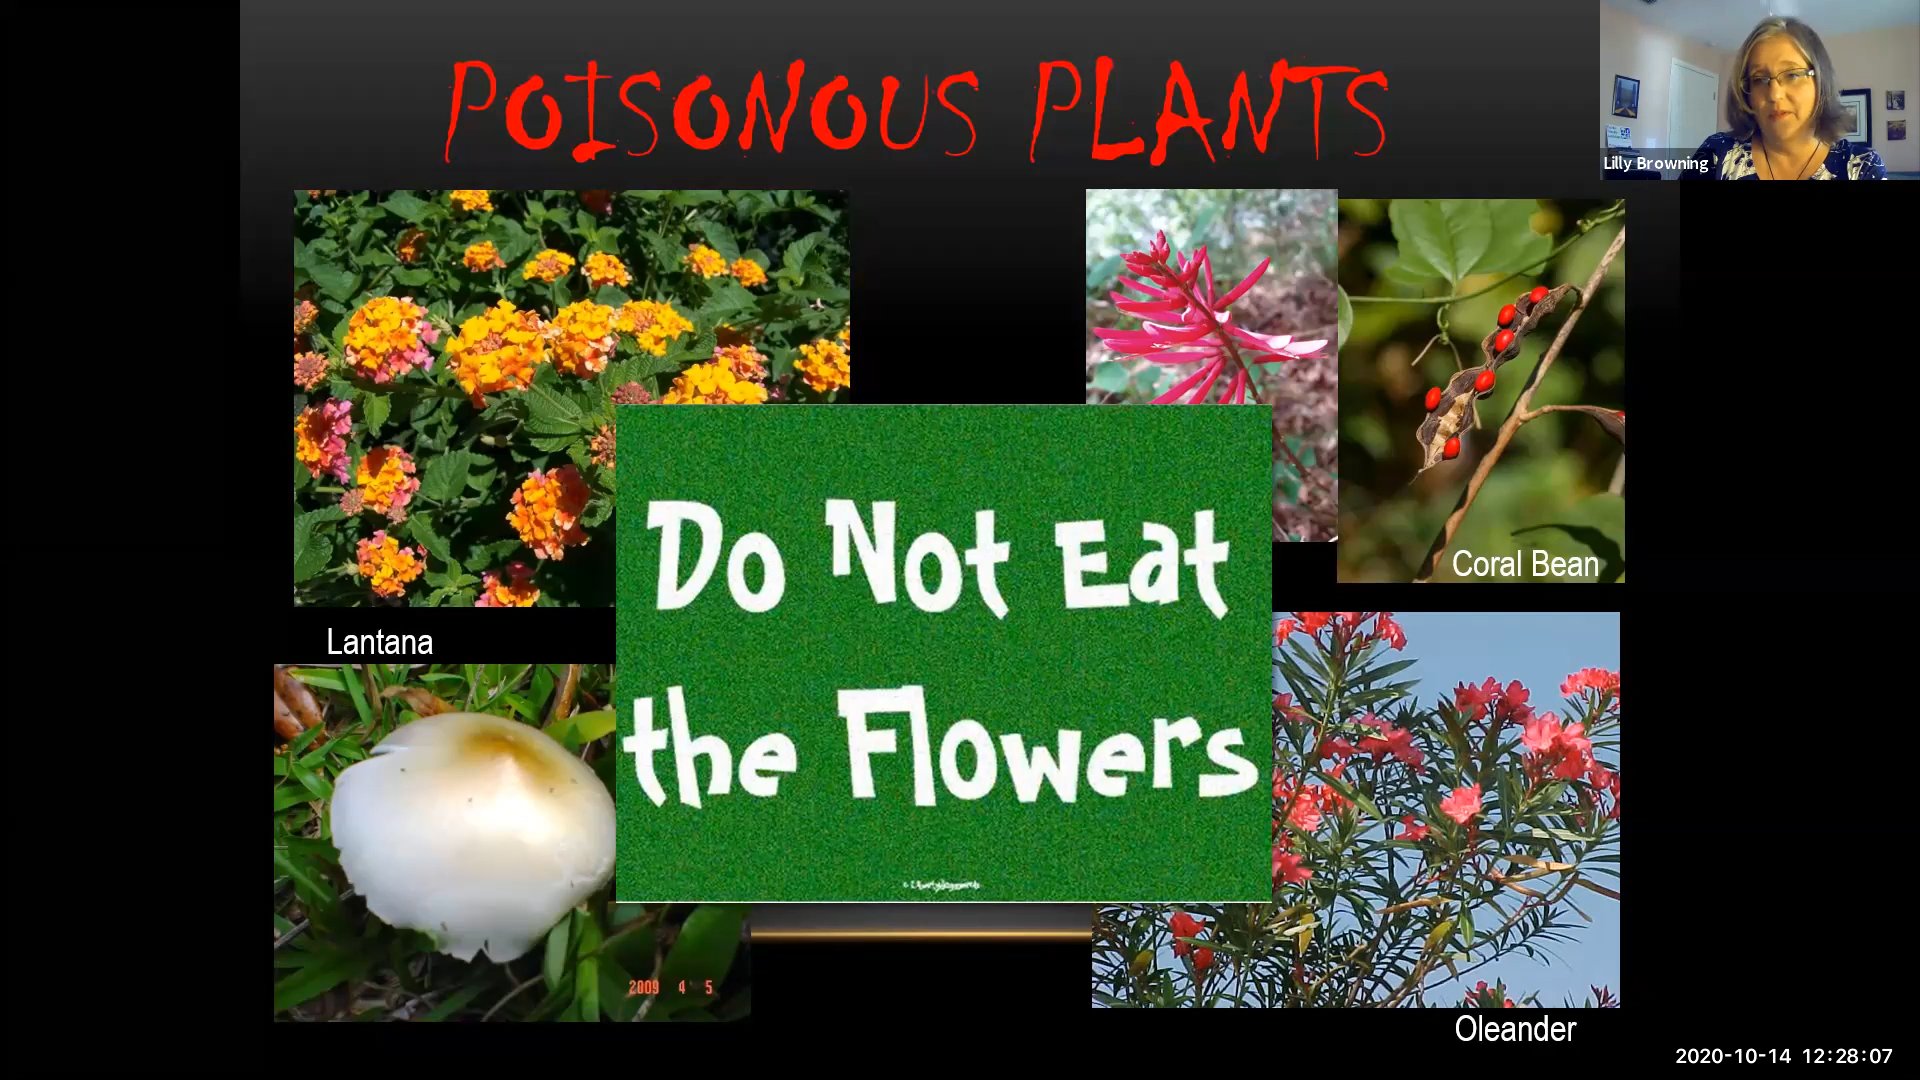 POISONOUS PLANTS
Lilly Browning
Do Not Eat
the Flowers
Coral Bean
Lantana
2009 4 5
Oleander
2020-10-14 12:28:07